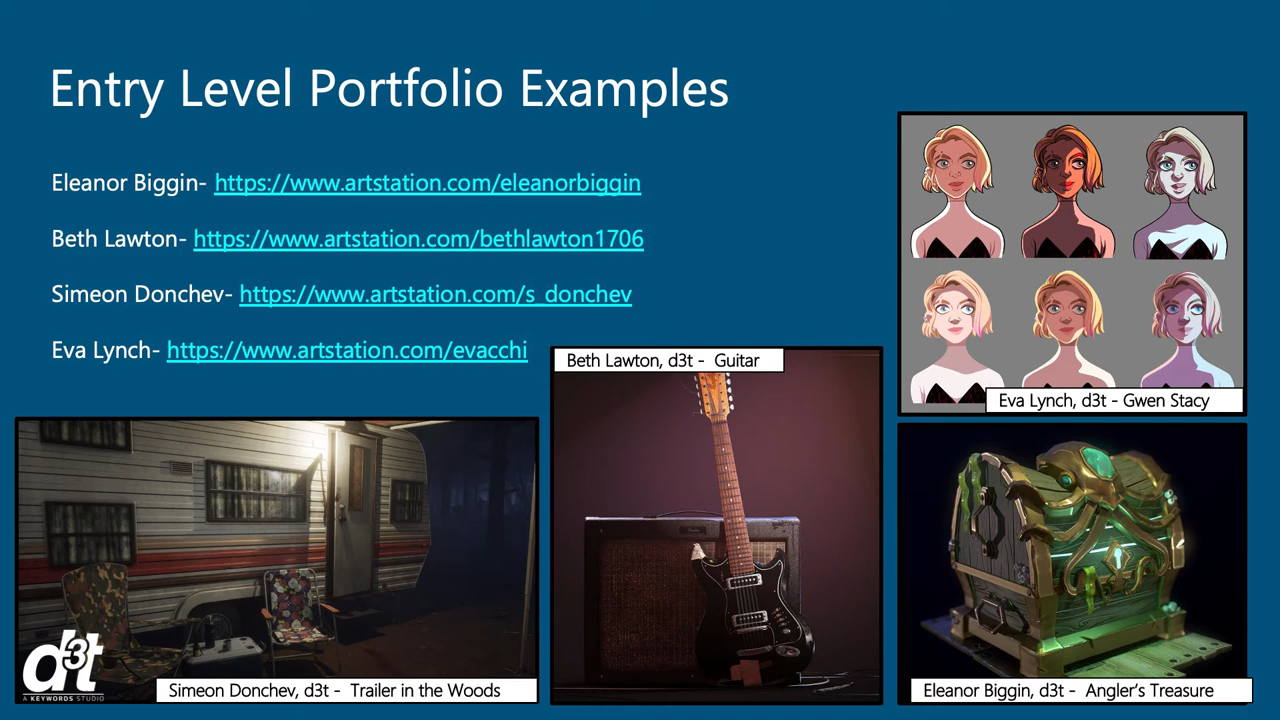 Entry Level Portfolio Examples
Eleanor Biggin- https://www.artstation.com/eleanorbiggin
Beth Lawton- https://www.artstation.com/bethlawton1706
Simeon Donchev- https://www.artstation.com/s_donchev
Eva Lynch- https://www.artstation.com/evacchi
Beth Lawton, d3t - Guitar
Eva Lynch, d3t - Gwen Stacy
d3t
A KEYWORDS STUDIO
Simeon Donchev, d3t - Trailer in the Woods
Eleanor Biggin, d3t - Angler's Treasure